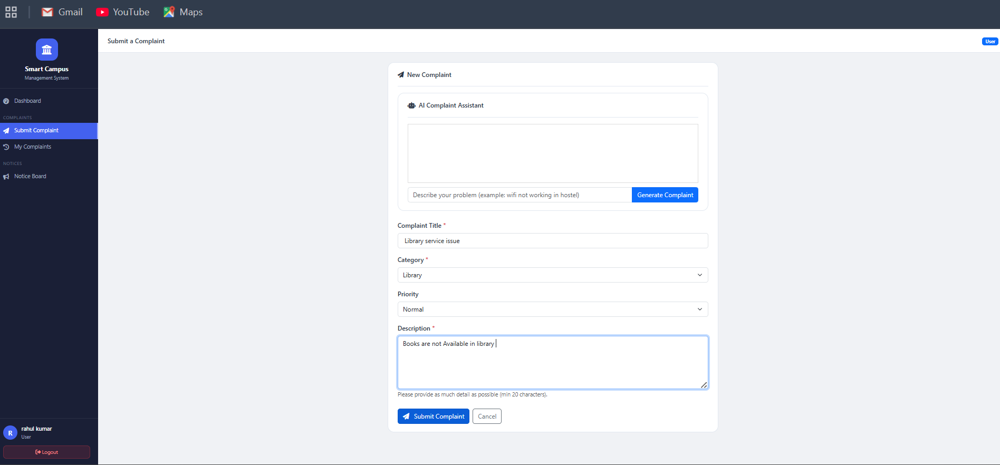 Gmail YouTube Maps
Smart Campus
Management System
Dashboard
COMPLAINTS
Submit Complaint
My Complaints
NOTICES
Notice Board
rahul kumar
R
User
Logout
Submit a Complaint
User
New Complaint
AI Complaint Assistant
Describe your problem (example: wifi not working in hostel)
Generate Complaint
Complaint Title *
Library service issue
Category *
Library
Priority
Normal
Description *
Books are not Available in library
Please provide as much detail as possible (min 20 characters).
Submit Complaint
Cancel